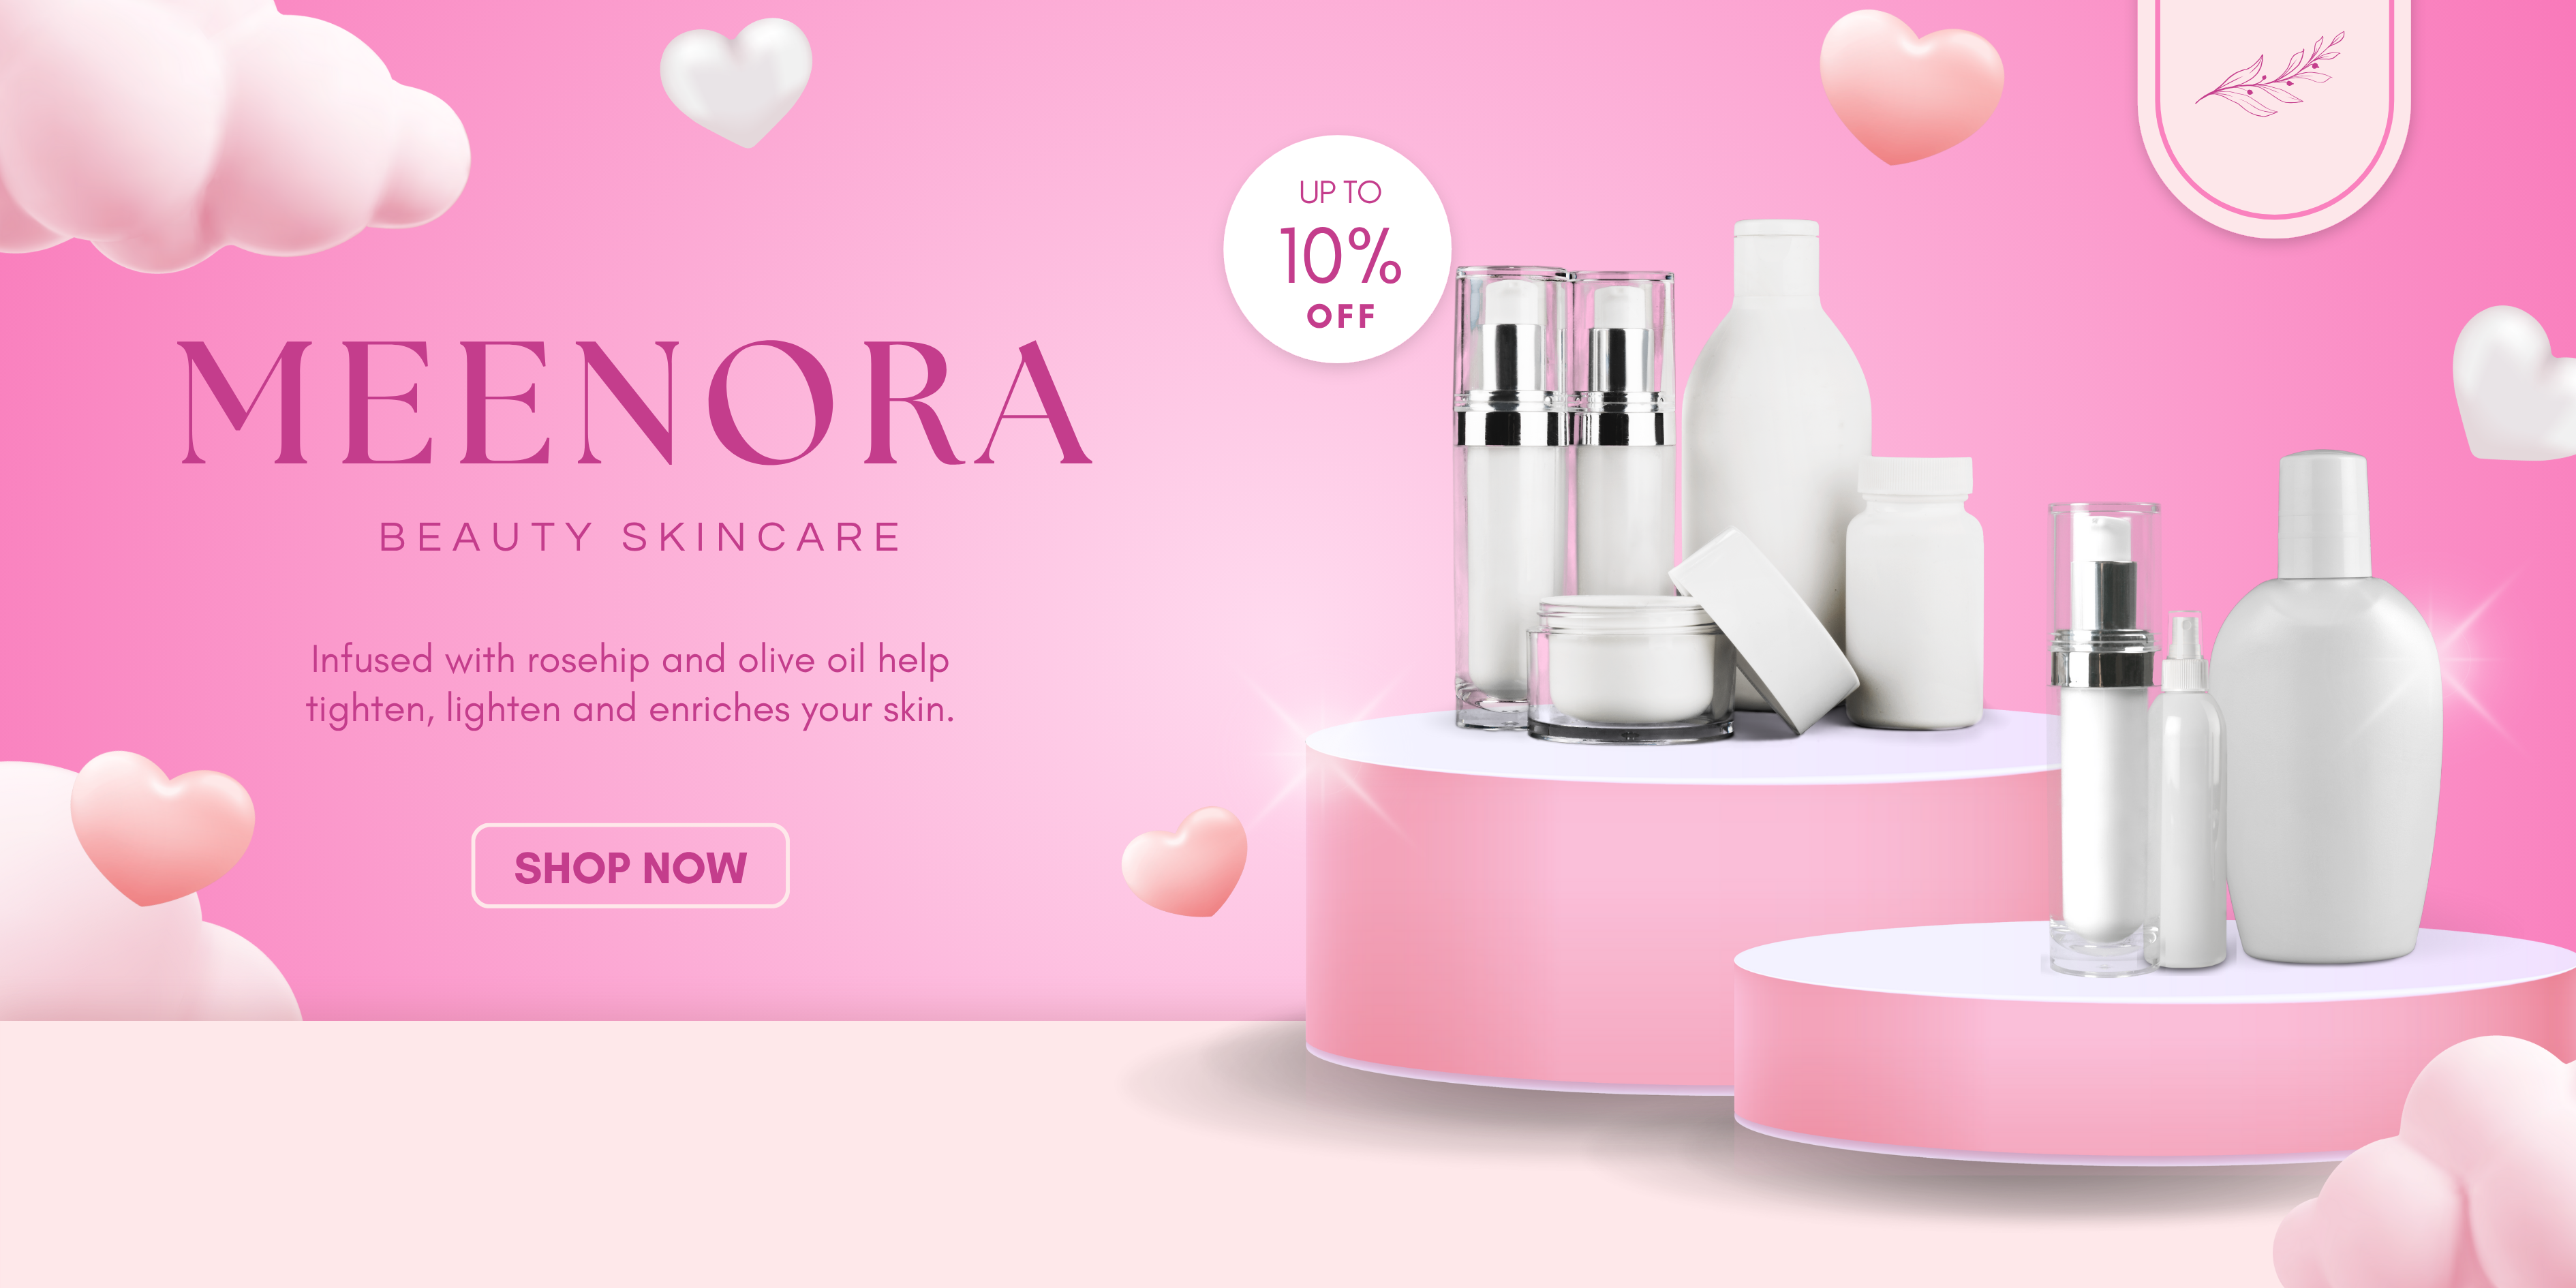 MEENORA
BEAUTY SKINCARE
Infused with rosehip and olive oil help
tighten, lighten and enriches your skin.
SHOP NOW
UP TO
10%
OFF